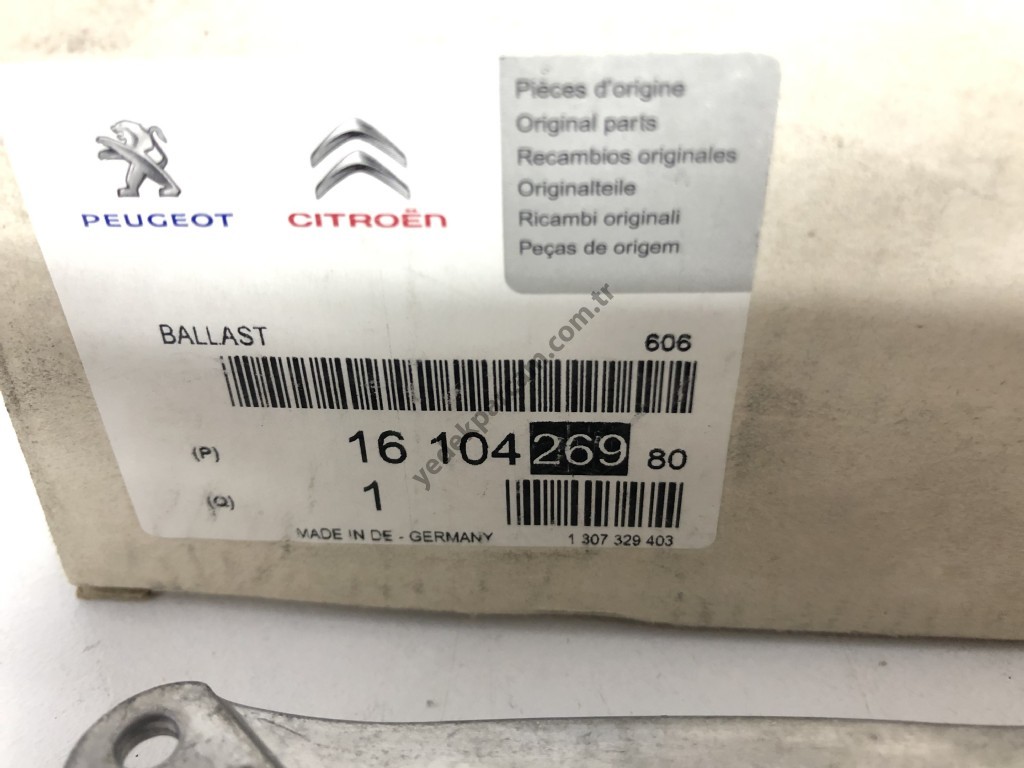 Pièces d'origine
Original parts
Recambios originales
Originalteile
Ricambi originali
Peças de origem
PEUGEOT
CITROËN
BALLAST
606
(P) 16 104 269 80
(Q) 1
MADE IN DE - GERMANY
1 307 329 403
yedekparcam.com.tr